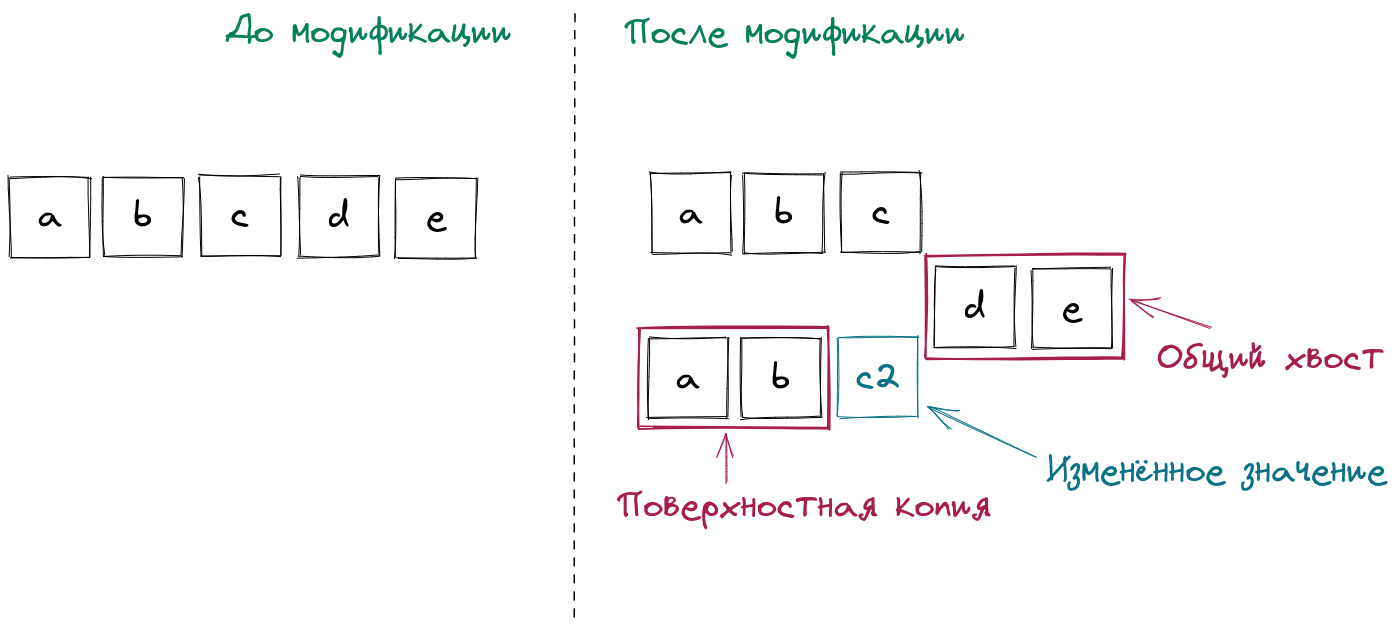 До модификации
После модификации
a b c d e
a b c
d e
Общий хвост
a b c2
Изменённое значение
Поверхностная копия